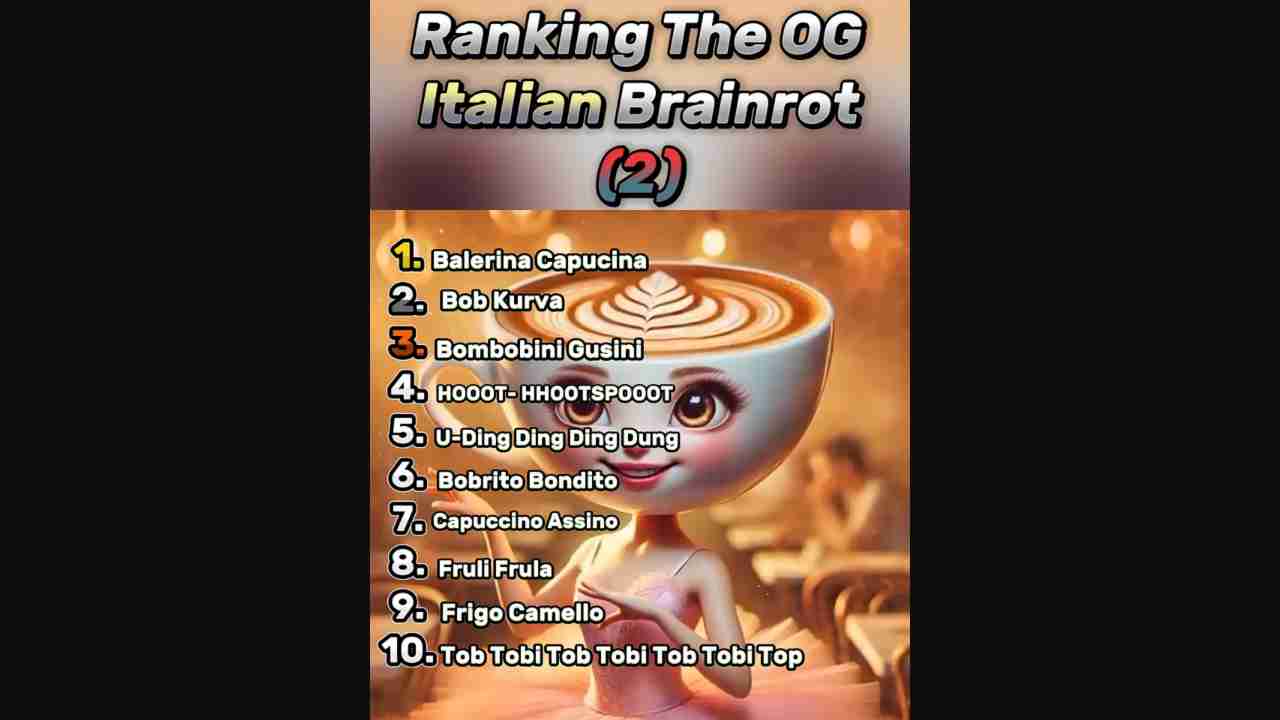 Ranking The OG
Italian Brainrot
(2)
1. Balerina Capucina
2. Bob Kurva
3. Bombobini Gusini
4. HOOOT- HHOOTSPOOOT
5. U-Ding Ding Ding Dung
6. Bobrito Bondito
7. Capuccino Assino
8. Fruli Frula
9. Frigo Camello
10. Tob Tobi Tob Tobi Tob Tobi Top